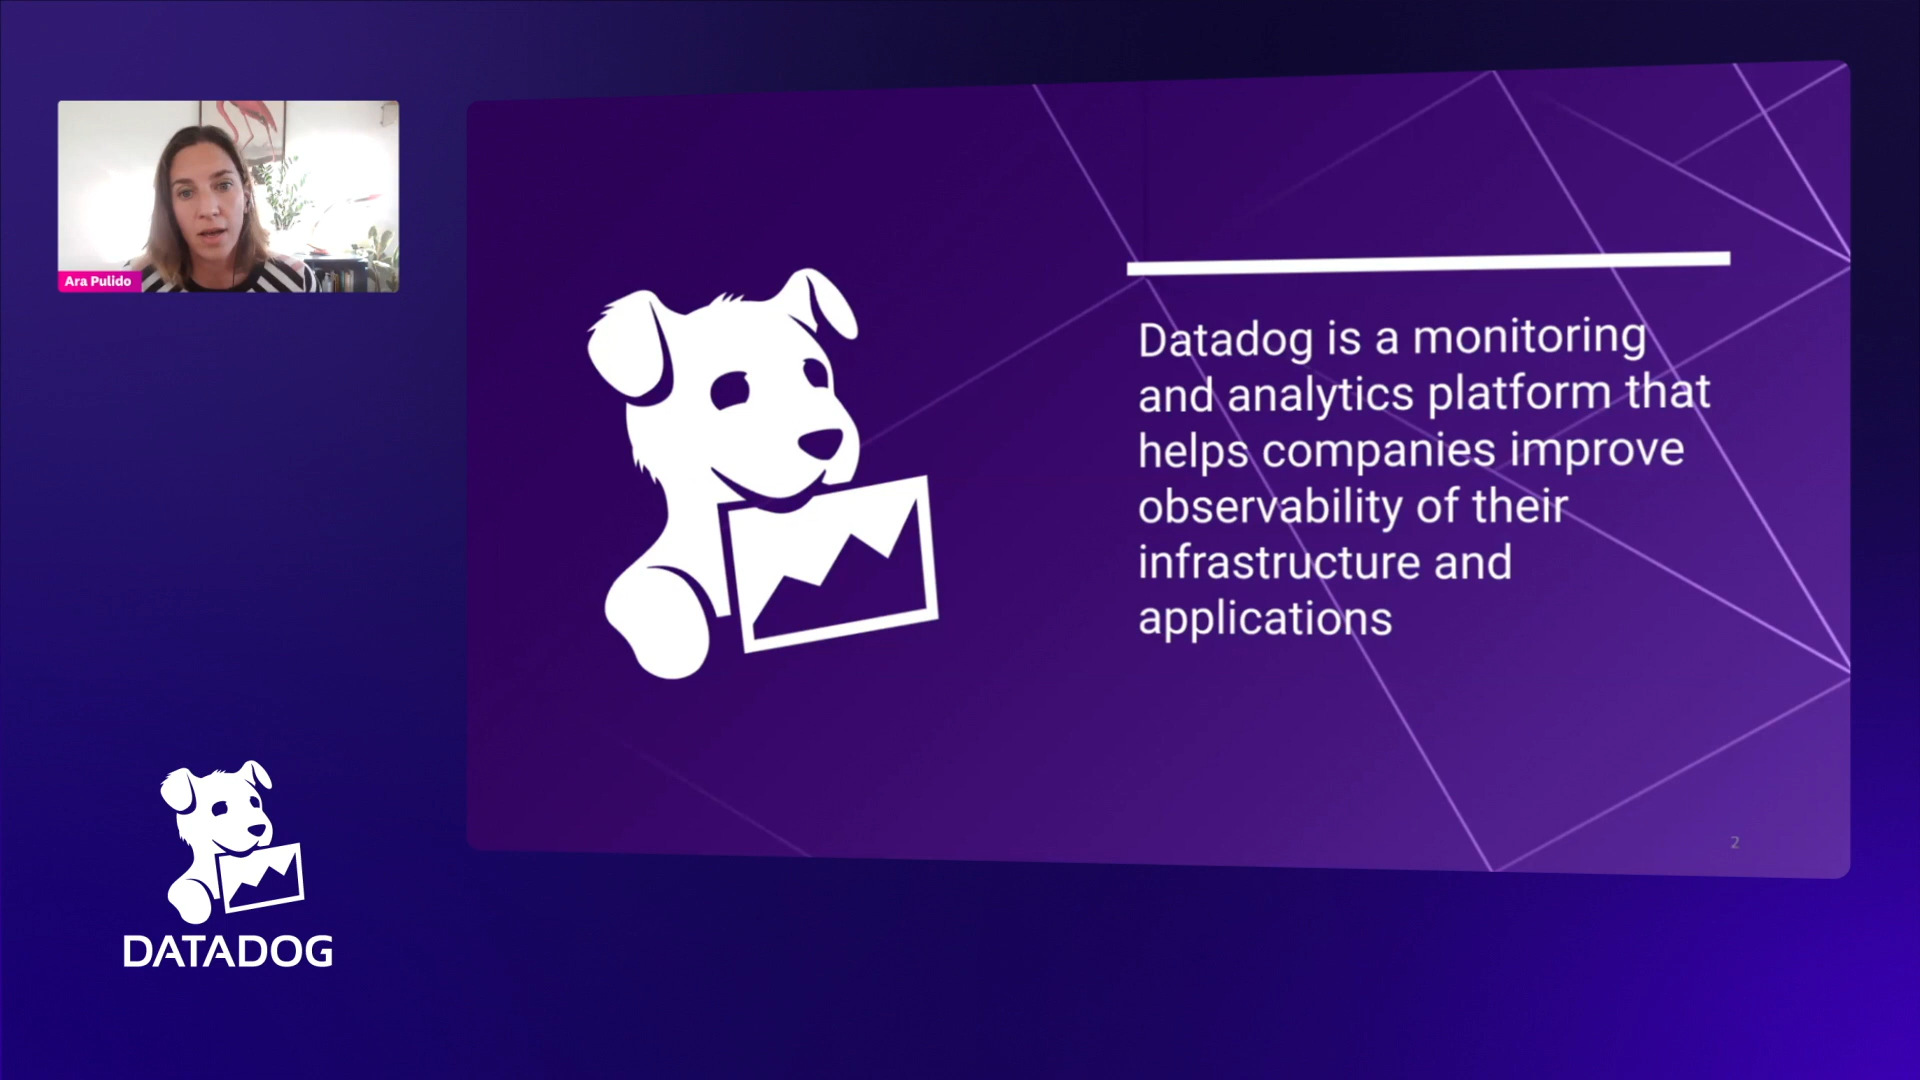 Ara Pulido
Datadog is a monitoring
and analytics platform that
helps companies improve
observability of their
infrastructure and
applications
2
DATADOG